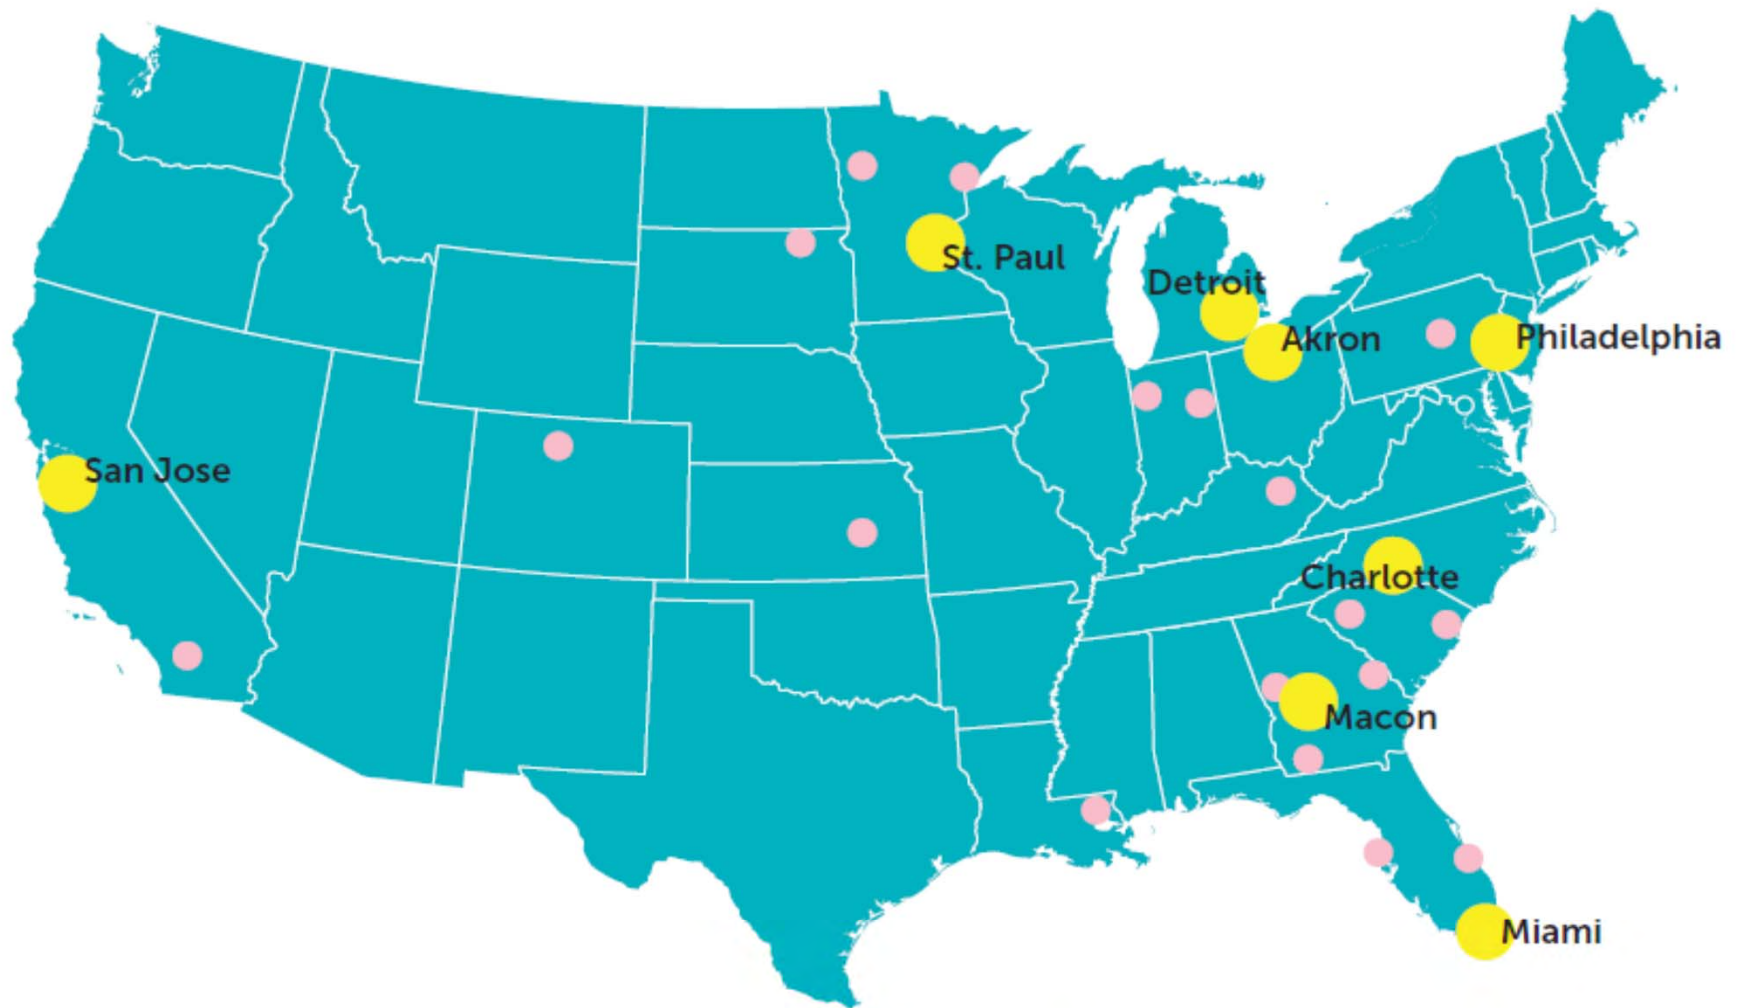 St. Paul
Detroit
Akron
Philadelphia
San Jose
Charlotte
Macon
Miami